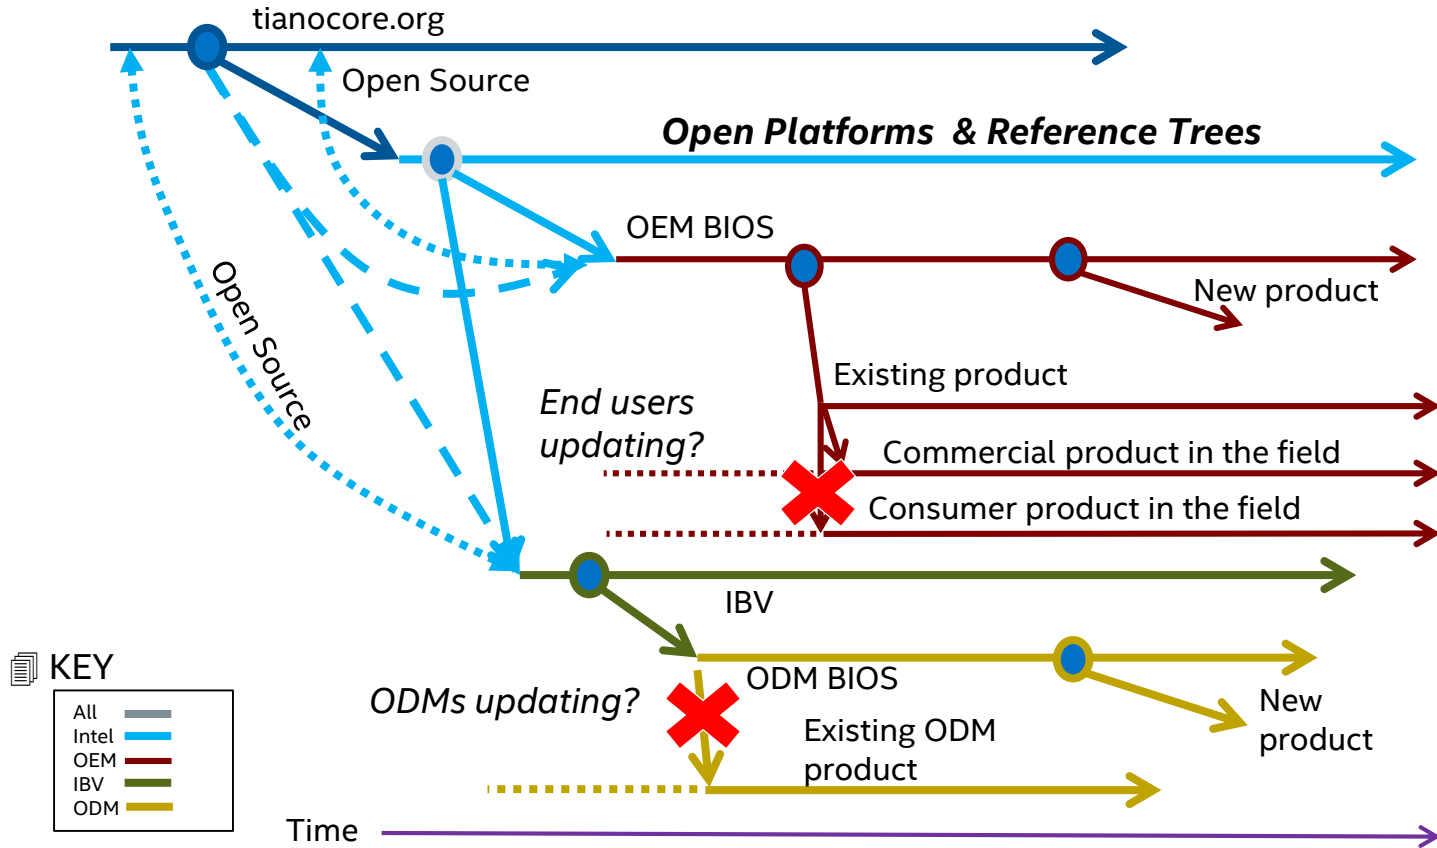 tianocore.org
Open Source
Open Platforms & Reference Trees
OEM BIOS
New product
Open Source
Existing product
End users
updating?
Commercial product in the field
Consumer product in the field
IBV
KEY
ODM BIOS
ODMs updating?
New
product
All
Intel
OEM
IBV
ODM
Existing ODM
product
Time